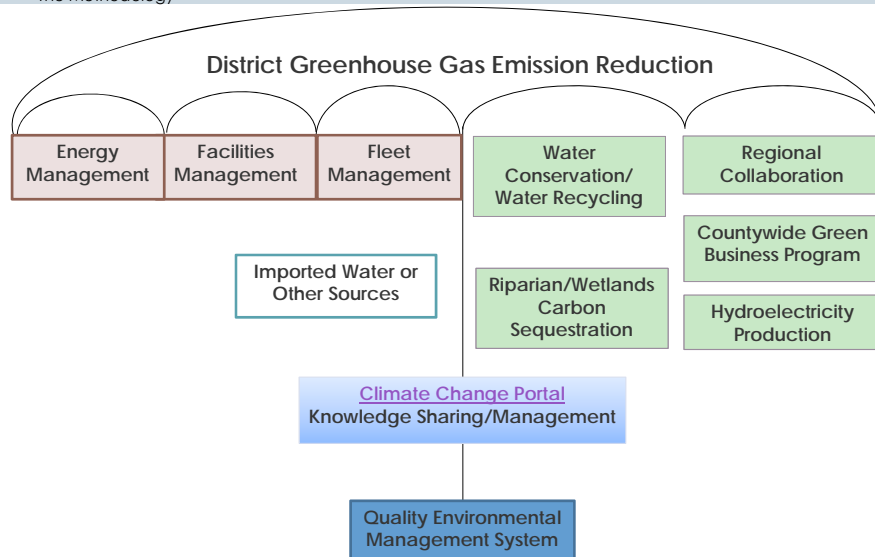 The Methodology
District Greenhouse Gas Emission Reduction
Energy
Management
Facilities
Management
Fleet
Management
Water
Conservation/
Water Recycling
Regional
Collaboration
Countywide Green
Business Program
Imported Water or
Other Sources
Riparian/Wetlands
Carbon
Sequestration
Hydroelectricity
Production
Climate Change Portal
Knowledge Sharing/Management
Quality Environmental
Management System